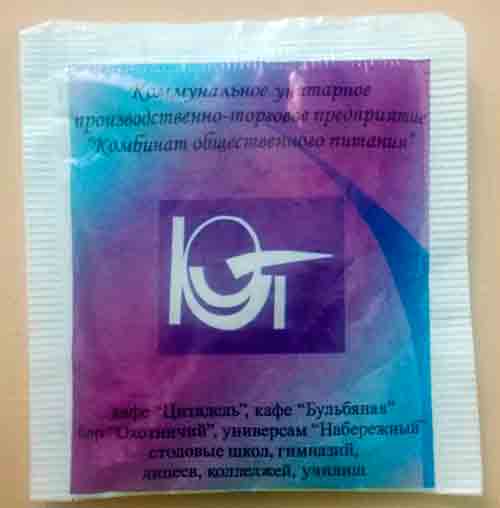 Коммунальное унитарное
производственно-торговое предприятие
"Комбинат общественного питания"
кафе "Цитадель", кафе "Бульбяная"
бар "Охотничий", универсам "Набережный"
столовые школ, гимназий,
лицеев, колледжей, училищ